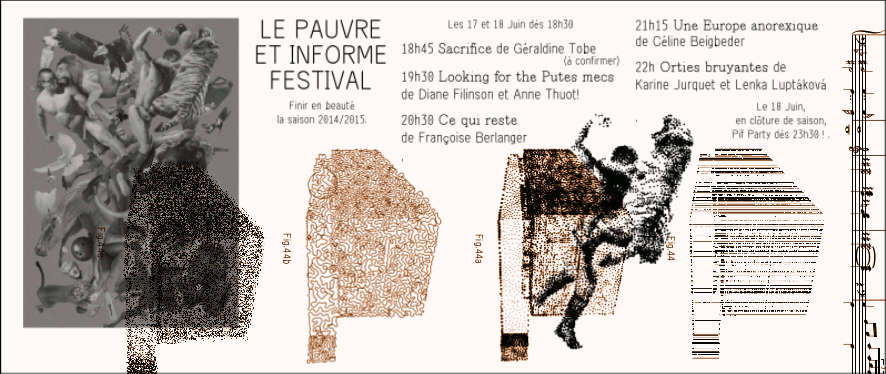 LE PAUVRE
ET INFORME
FESTIVAL
Finir en beauté
la saison 2014/2015.
Les 17 et 18 Juin dès 18h30
18h45 Sacrifice de Géraldine Tobe
(à confirmer)
19h30 Looking for the Putes mecs
de Diane Filinson et Anne Thuot!
20h30 Ce qui reste
de Françoise Berlanger
21h15 Une Europe anorexique
de Céline Beigbeder
22h Orties bruyantes de
Karine Jurquet et Lenka Luptáková
Le 18 Juin,
en clôture de saison,
Pif Party dès 23h30 !.
Fig.44b
Fig.44a
Fig.44